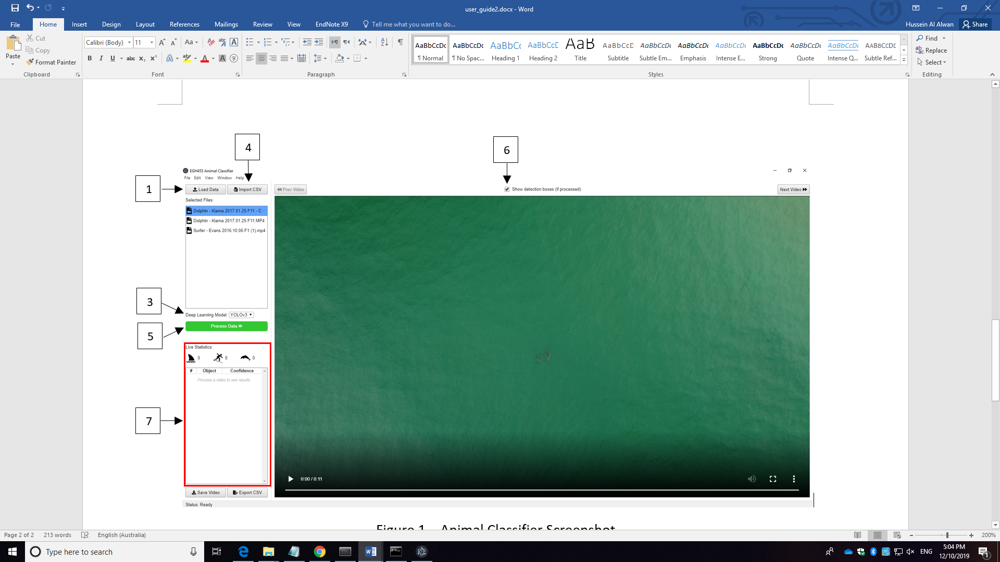 user_guide2.docx - Word
File Home Insert Design Layout References Mailings Review View EndNote X9 Tell me what you want to do... Hussein Al Alwan Share
Paste
Cut
Copy
Format Painter
Clipboard
Calibri (Body) 11
Font
Paragraph
AaBbCcDc AaBbCcDc AaBbCc AaBbCcD AaB AaBbCcD AaBbCcDc AaBbCcDc AaBbCcDc AaBbCcDc AaBbCcDc AaBbCcDc AABBCCDD
¶ Normal ¶ No Spac... Heading 1 Heading 2 Title Subtitle Subtle Em... Emphasis Intense E... Strong Quote Intense Q... Subtle Ref...
Styles
Find
Replace
Select
Editing
4
6
EGH455 Animal Classifier
File Edit View Window Help
1
Load Data Import CSV
Prev Video
Show detection boxes (if processed)
Next Video
Selected Files:
Dolphin - Kiama 2017.01.25 F11 - C...
Dolphin - Kiama 2017.01.25 F11.MP4
Surfer - Evans 2016.10.06 F1 (1).mp4
3
Deep Learning Model: YOLOv3
Process Data
5
Live Statistics:
0 0 0
# Object Confidence
Process a video to see results
7
0:00 / 0:11
Save Video Export CSV
Status: Ready
Figure 1 Animal Classifier Screenshot
Page 2 of 2 213 words English (Australia) 200%
Type here to search
ENG
5:04 PM
12/10/2019
1